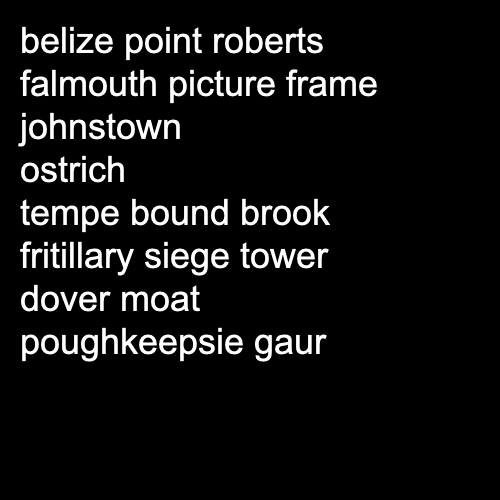 belize point roberts
falmouth picture frame
johnstown
ostrich
tempe bound brook
fritillary siege tower
dover moat
poughkeepsie gaur